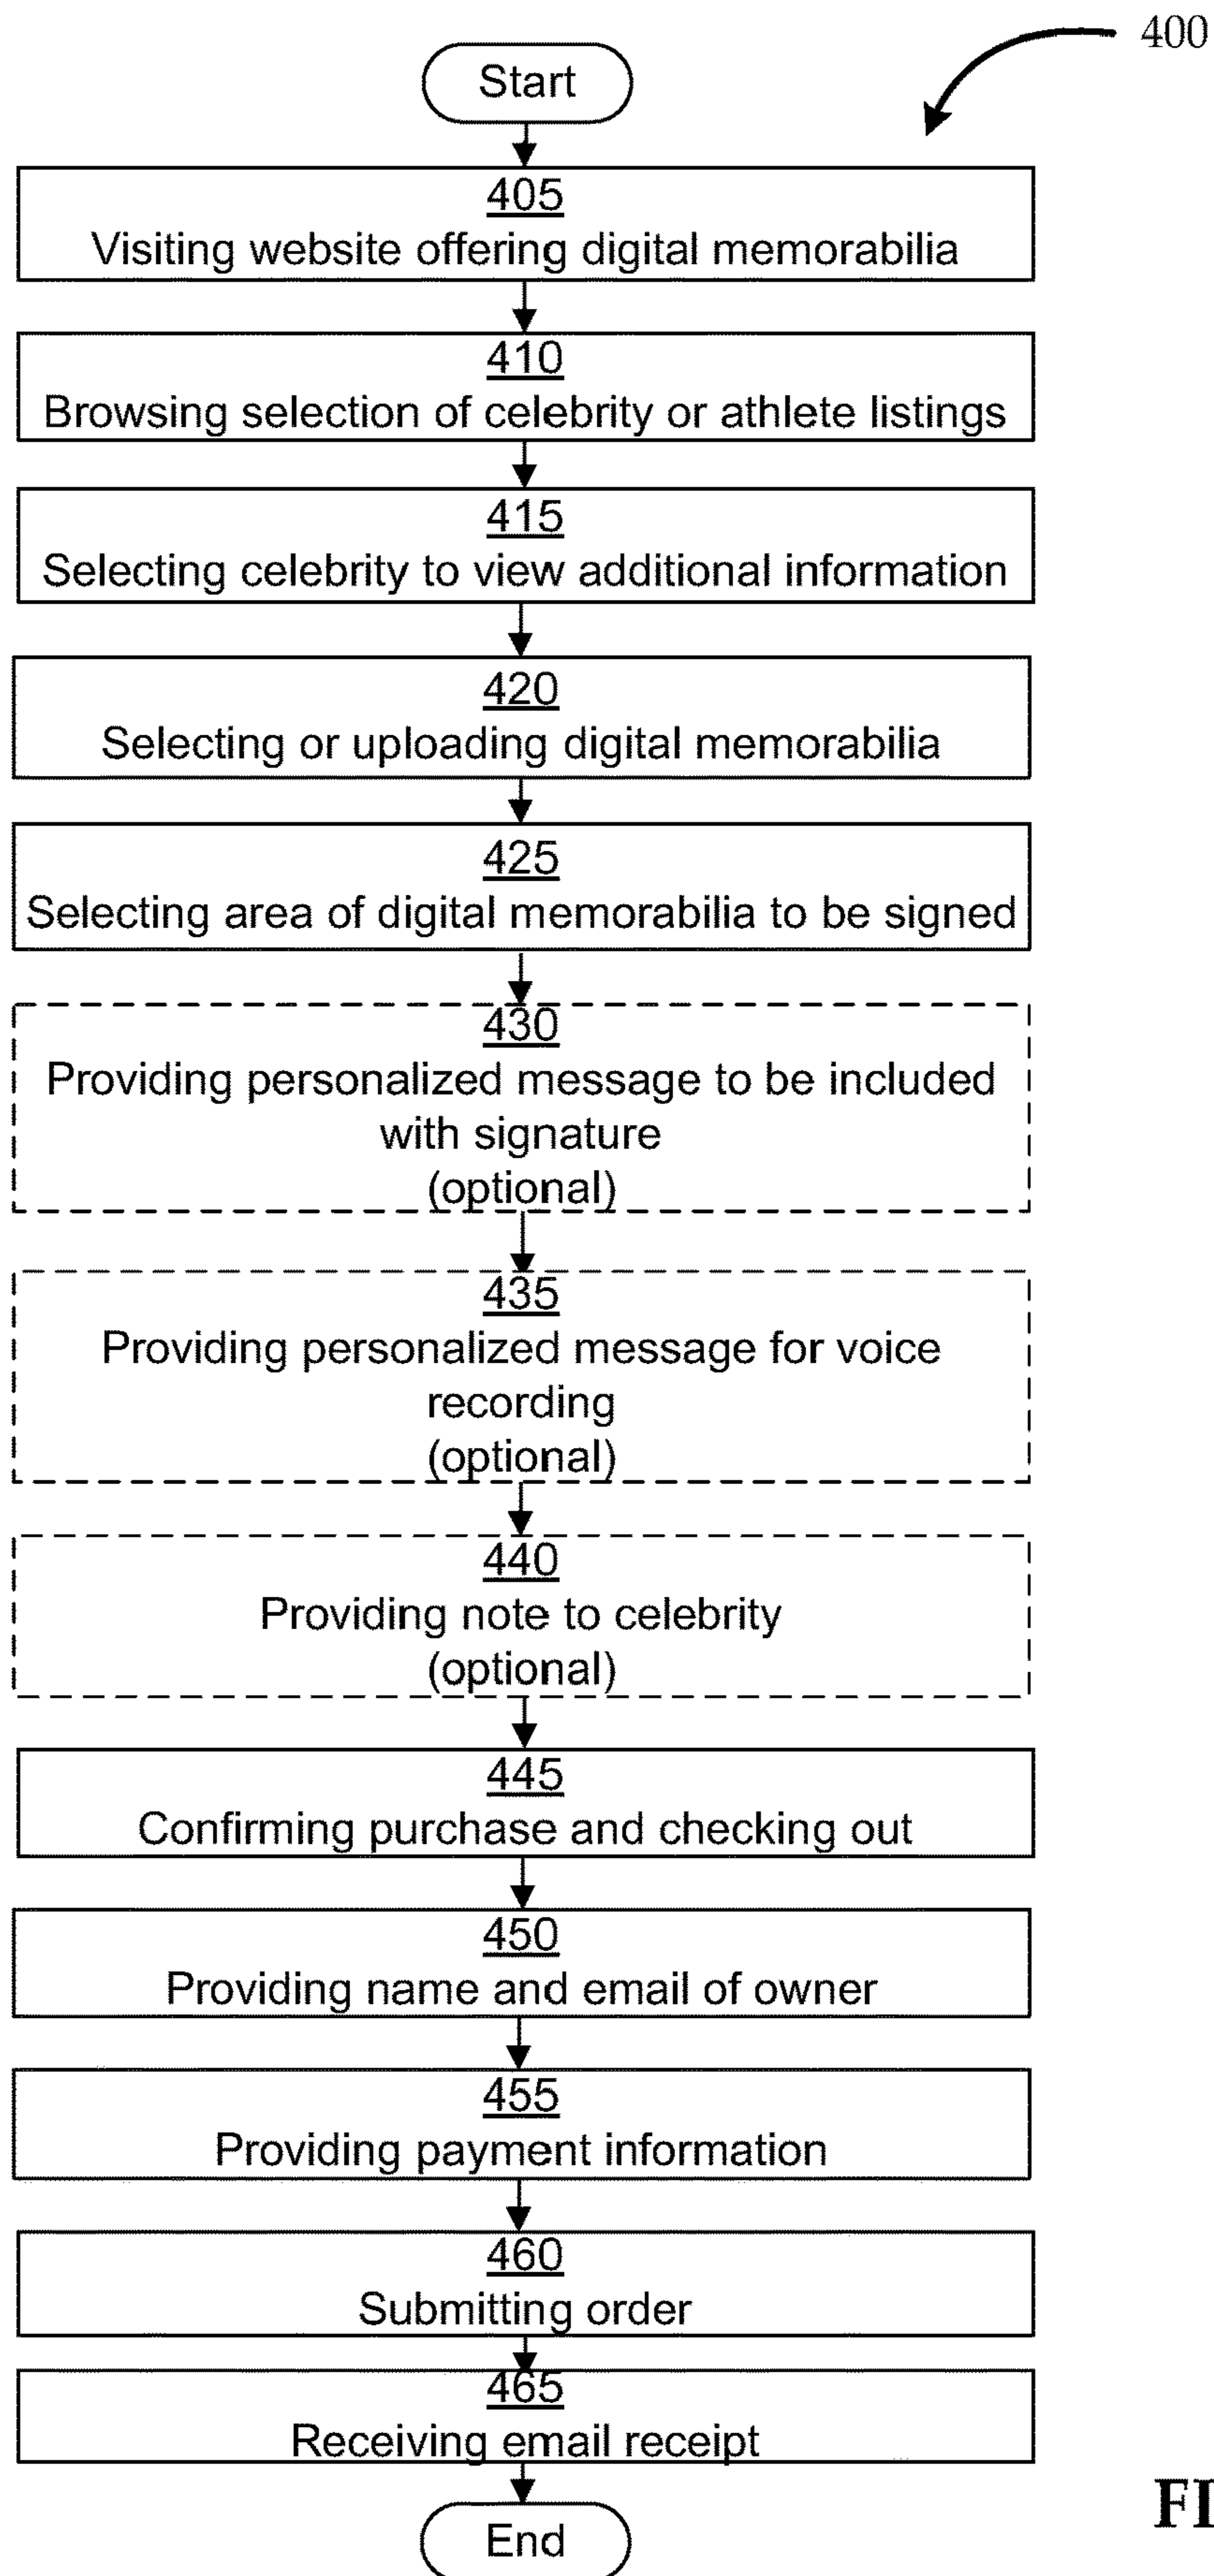 400
Start
405
Visiting website offering digital memorabilia
410
Browsing selection of celebrity or athlete listings
415
Selecting celebrity to view additional information
420
Selecting or uploading digital memorabilia
425
Selecting area of digital memorabilia to be signed
430
Providing personalized message to be included
with signature
(optional)
435
Providing personalized message for voice
recording
(optional)
440
Providing note to celebrity
(optional)
445
Confirming purchase and checking out
450
Providing name and email of owner
455
Providing payment information
460
Submitting order
465
Receiving email receipt
End
FI